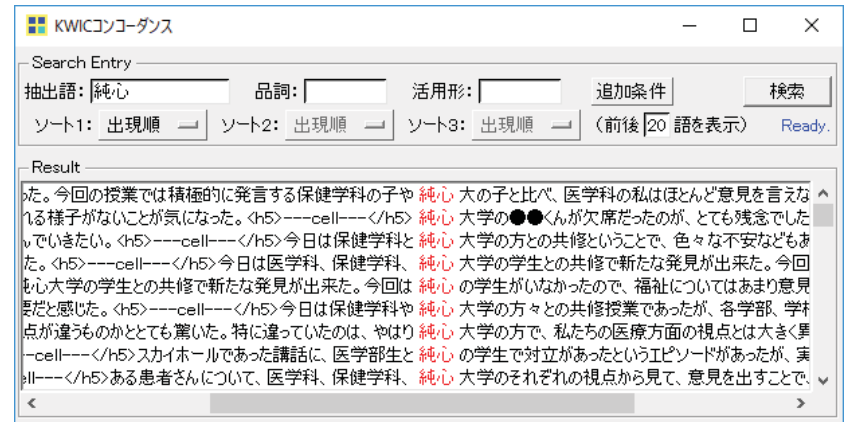 KWICコンコーダンス
Search Entry
抽出語: 純心 品詞: 活用形: 追加条件 検索
ソート1: 出現順 ソート2: 出現順 ソート3: 出現順 (前後 20 語を表示) Ready.
Result
った。今回の授業では積極的に発言する保健学科の子や 純心 大の子と比べ、医学科の私はほとんど意見を言えな
れる様子がないことが気になった。<h5>---cell---</h5> 純心 大学の●●くんが欠席だったのが、とても残念でした
んでいきたい。<h5>---cell---</h5>今日は保健学科と 純心 大学の方との共修ということで、色々な不安などもあ
た。<h5>---cell---</h5>今日は医学科、保健学科、 純心 大学の学生との共修で新たな発見が出来た。今回
純心大学の学生との共修で新たな発見が出来た。今回は 純心 の学生がいなかったので、福祉についてはあまり意見
要だと感じた。<h5>---cell---</h5>今日は保健学科や 純心 大学の方々との共修授業であったが、各学部、学科
点が違うものかととても驚いた。特に違っていたのは、やはり 純心 大学の方で、私たちの医療方面の視点とは大きく異
--cell---</h5>スカイホールであった講話に、医学部生と 純心 の学生で対立があったというエピソードがあったが、実
ell---</h5>ある患者さんについて、医学科、保健学科、 純心 大学のそれぞれの視点から見て、意見を出すことで、